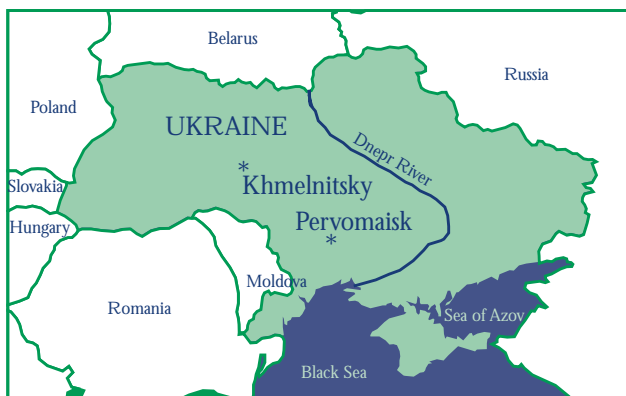 Belarus
Russia
Poland
UKRAINE
Dnepr River
Slovakia
* Khmelnitsky
Hungary
Pervomaisk
*
Moldova
Romania
Sea of Azov
Black Sea